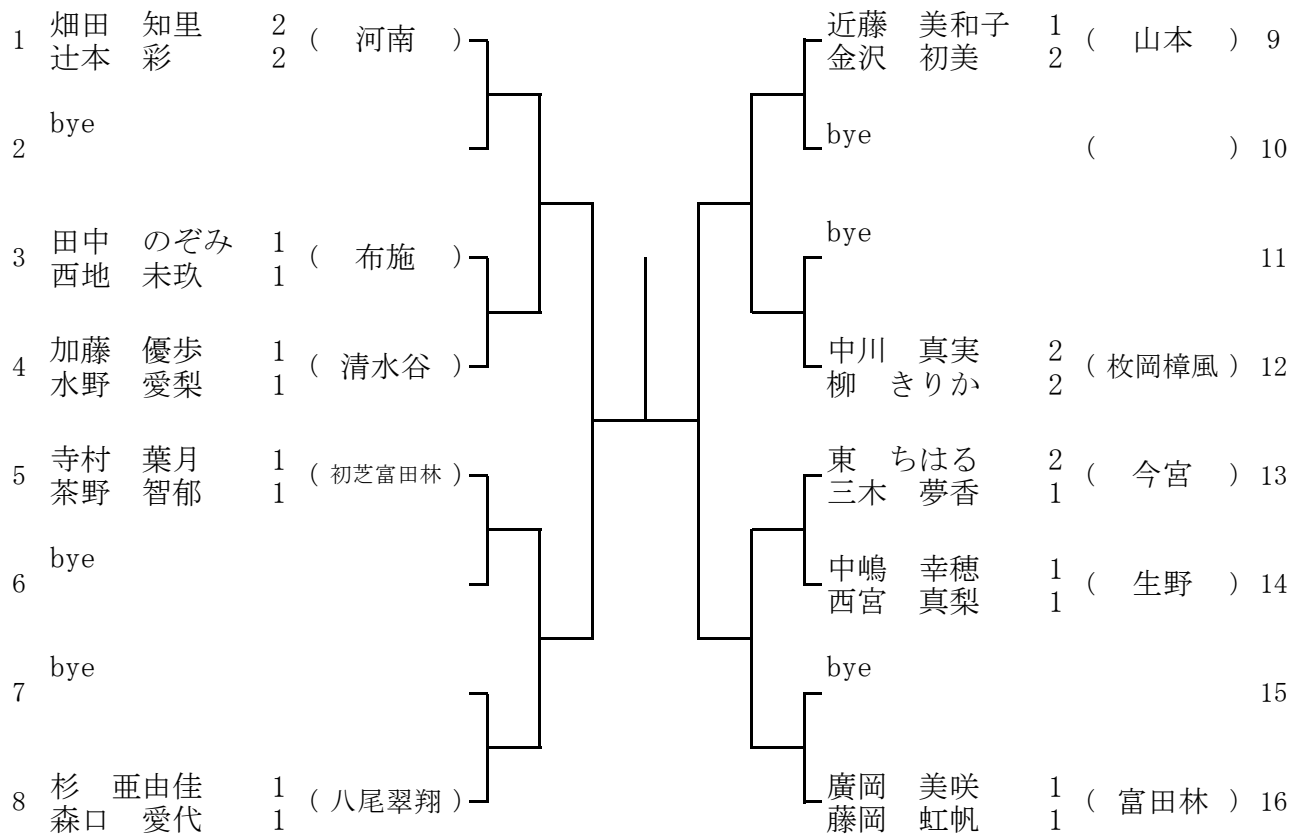 1 畑田 知里 2 ( 河南 )
辻本 彩 2
2 bye
3 田中 のぞみ 1 ( 布施 )
西地 未玖 1
4 加藤 優歩 1 ( 清水谷 )
水野 愛梨 1
5 寺村 葉月 1 ( 初芝富田林 )
茶野 智郁 1
6 bye
7 bye
8 杉 亜由佳 1 ( 八尾翠翔 )
森口 愛代 1
近藤 美和子 1 ( 山本 ) 9
金沢 初美 2
bye ( ) 10
bye 11
中川 真実 2 ( 枚岡樟風 ) 12
柳 きりか 2
東 ちはる 2 ( 今宮 ) 13
三木 夢香 1
中嶋 幸穂 1 ( 生野 ) 14
西宮 真梨 1
bye 15
廣岡 美咲 1 ( 富田林 ) 16
藤岡 虹帆 1